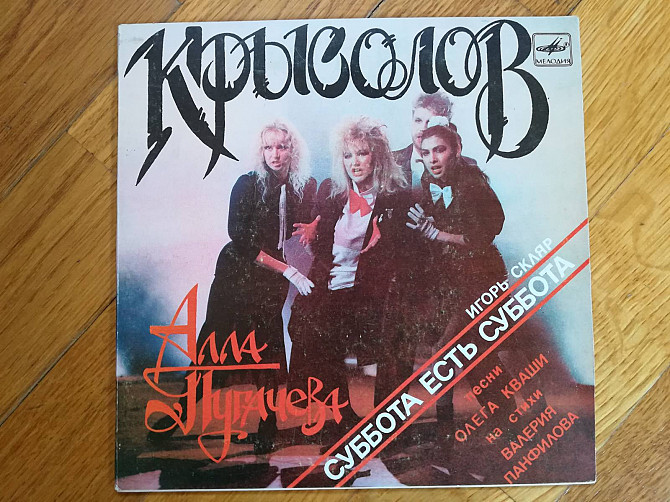 Крысолов
МЕЛОДИЯ
Алла
Пугачева
ИГОРЬ СКЛЯР
СУББОТА ЕСТЬ СУББОТА
песни
ОЛЕГА КВАШИ
на стихи
ВАЛЕРИЯ
ПАНФИЛОВА